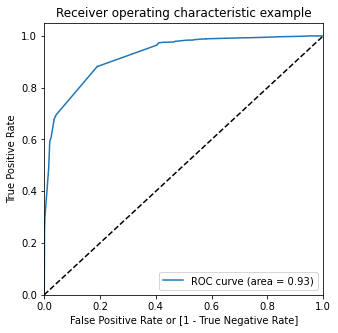 Receiver operating characteristic example
1.0
0.8
0.6
0.4
0.2
0.0
True Positive Rate
ROC curve (area = 0.93)
0.0 0.2 0.4 0.6 0.8 1.0
False Positive Rate or [1 - True Negative Rate]